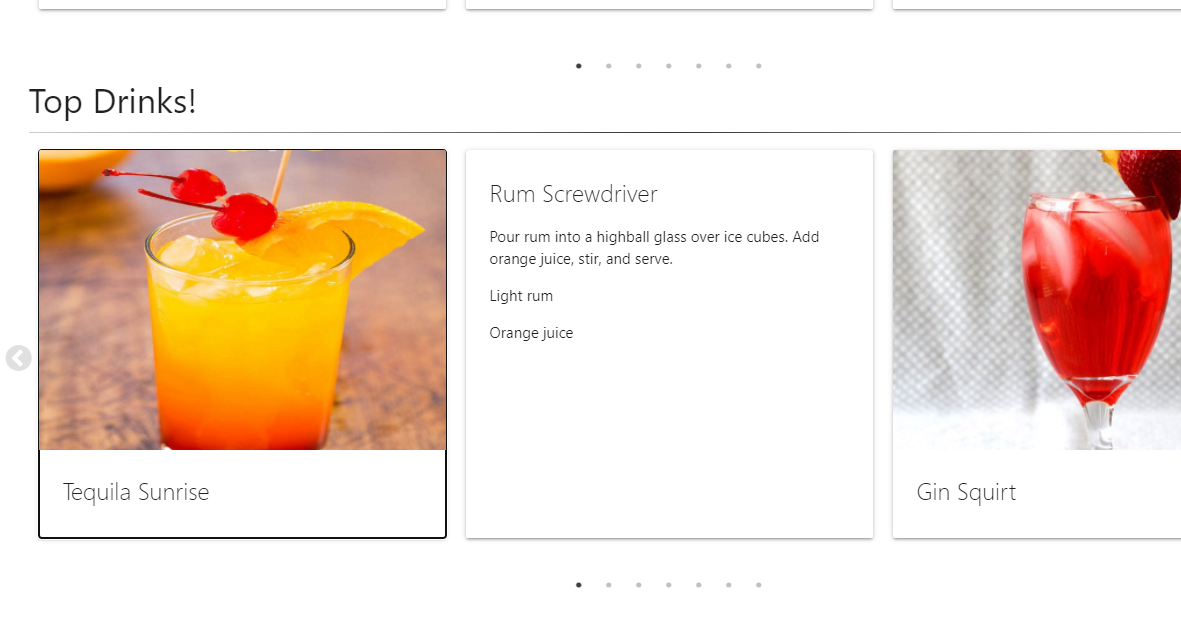 Top Drinks!
Tequila Sunrise
Rum Screwdriver
Pour rum into a highball glass over ice cubes. Add
orange juice, stir, and serve.
Light rum
Orange juice
Gin Squirt